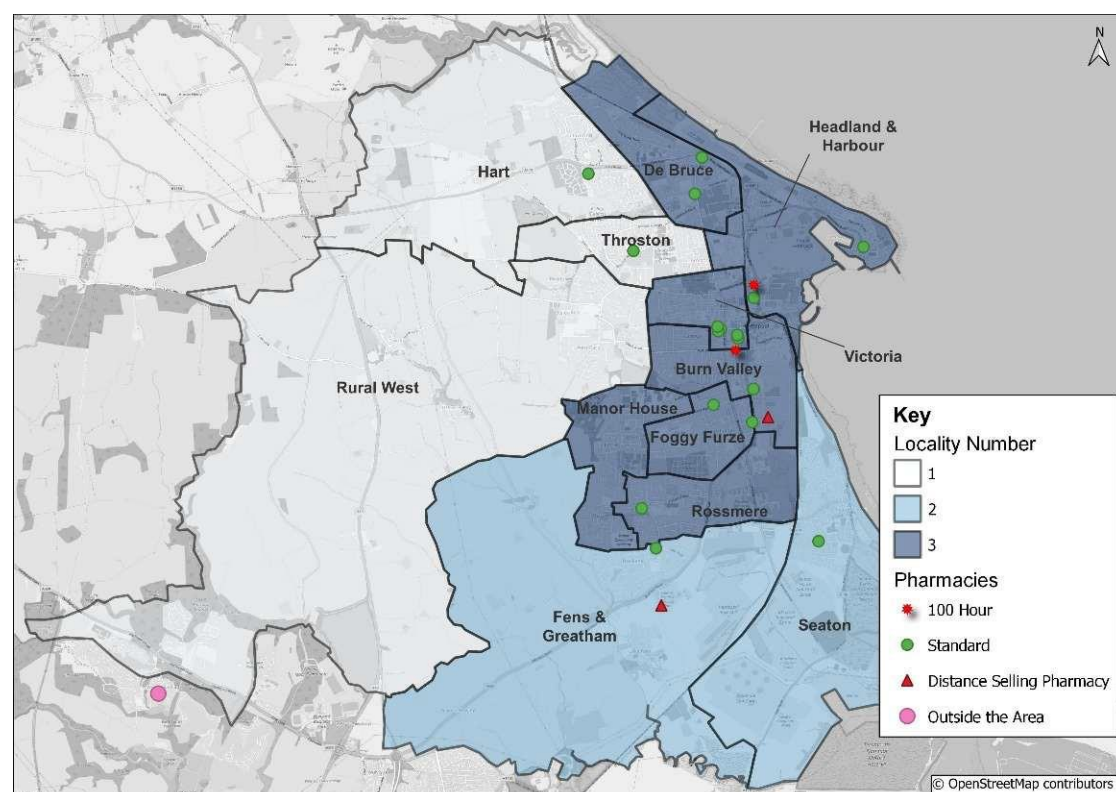 N
Headland &
Harbour
De Bruce
Hart
Throston
Victoria
Burn Valley
Rural West
Manor House
Foggy Furze
Rossmere
Fens &
Greatham
Seaton
Key
Locality Number
1
2
3
Pharmacies
100 Hour
Standard
Distance Selling Pharmacy
Outside the Area
© OpenStreetMap contributors